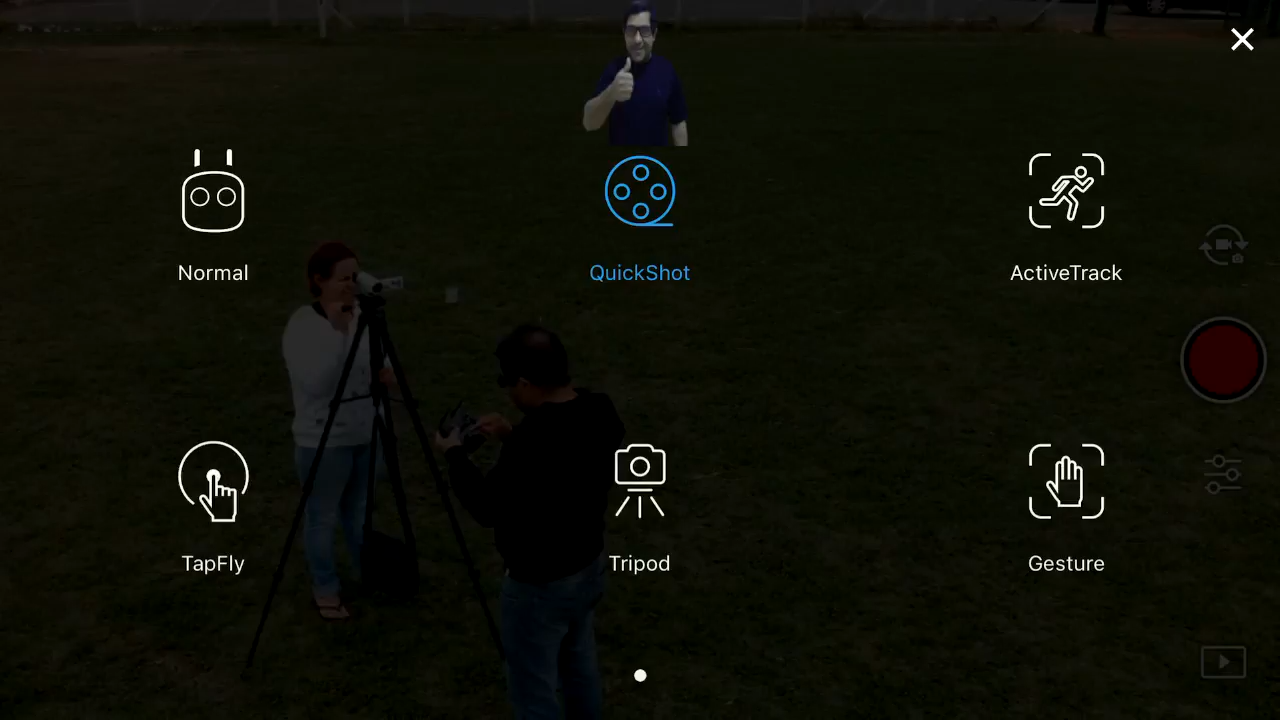 Normal
QuickShot
ActiveTrack
TapFly
Tripod
Gesture